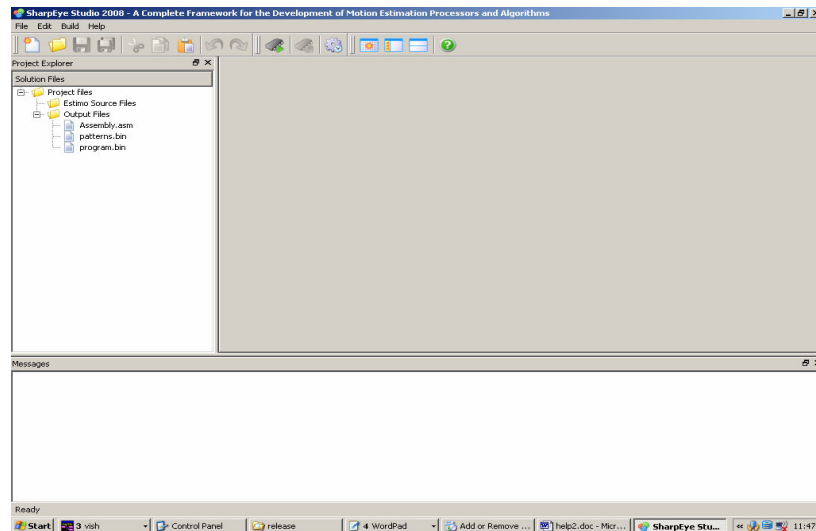 SharpEye Studio 2008 - A Complete Framework for the Development of Motion Estimation Processors and Algorithms
File Edit Build Help
Project Explorer
Solution Files
Project files
Estimo Source Files
Output Files
Assembly.asm
patterns.bin
program.bin
Messages
Ready
Start 3 vish Control Panel release 4 WordPad Add or Remove ... help2.doc - Micr... SharpEye Stu... « 11:47